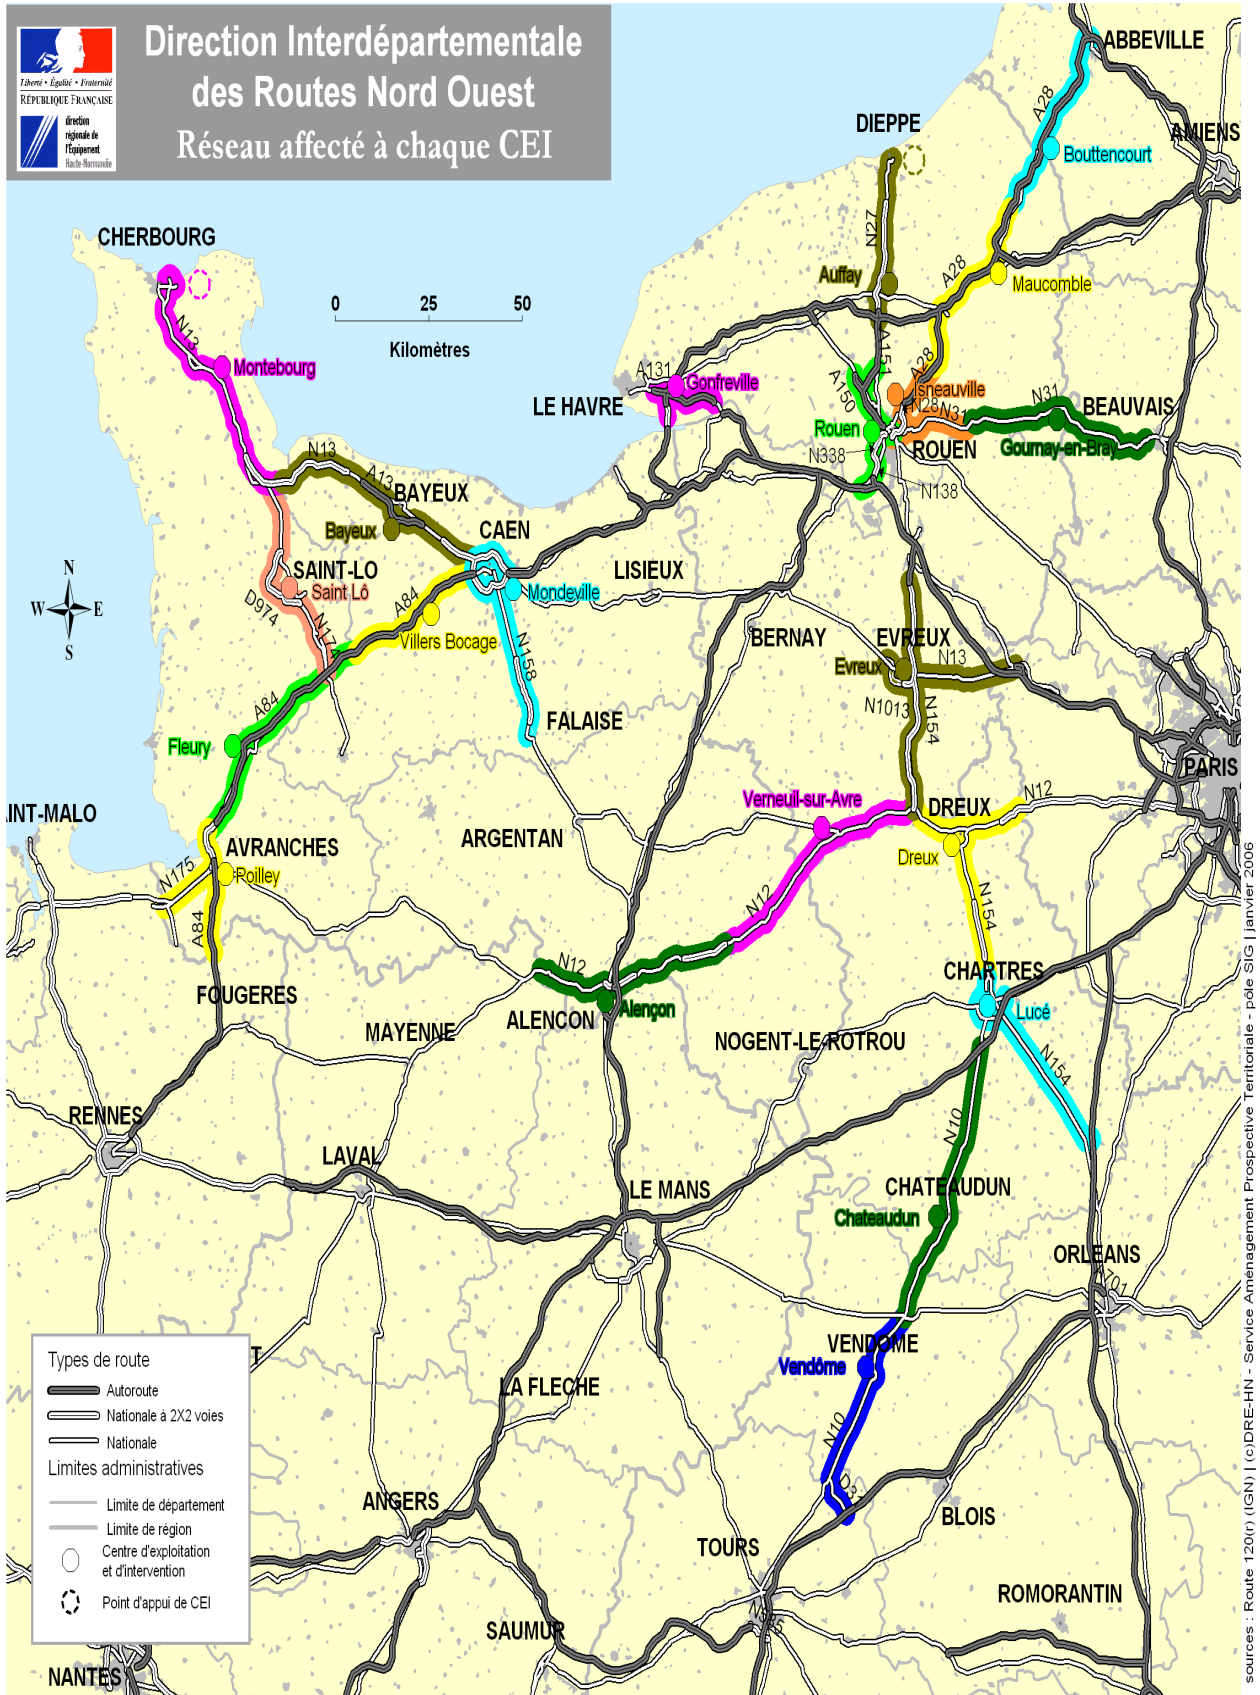 Direction Interdépartementale
des Routes Nord Ouest
Réseau affecté à chaque CEI
Liberté • Égalité • Fraternité
RÉPUBLIQUE FRANÇAISE
direction
régionale de
l'Équipement
Haute-Normandie
ABBEVILLE
A28
DIEPPE
AMIENS
Bouttencourt
N27
CHERBOURG
Auffay
A28
Maucomble
0
25
50
Kilomètres
N13
Montebourg
A151
A28
A131
Gonfreville
A150
Isneauville
LE HAVRE
N28
N31
N31
BEAUVAIS
Rouen
ROUEN
Gournay-en-Bray
N338
N13
A13
BAYEUX
N138
Bayeux
CAEN
N
W
E
S
SAINT-LO
Saint Lô
D974
N174
A84
Mondeville
LISIEUX
Villers Bocage
N158
BERNAY
EVREUX
Evreux
N13
N1013
N154
A84
Fleury
FALAISE
PARIS
INT-MALO
Verneuil-sur-Avre
DREUX
N12
ARGENTAN
AVRANCHES
Poilley
N175
Dreux
A84
N12
N154
N12
FOUGERES
CHARTRES
Alençon
ALENCON
Lucé
MAYENNE
NOGENT-LE-ROTROU
N154
RENNES
N10
LAVAL
LE MANS
CHATEAUDUN
Chateaudun
ORLEANS
A701
VENDOME
Vendôme
T
LA FLECHE
N10
ANGERS
BLOIS
TOURS
ROMORANTIN
SAUMUR
NANTES
Types de route
Autoroute
Nationale à 2X2 voies
Nationale
Limites administratives
Limite de département
Limite de région
Centre d'exploitation
et d'intervention
Point d'appui de CEI
sources : Route 120(r) (IGN) | (c)DRE-HN - Service Aménagement Prospective Territoriale - pôle SIG | janvier 2006